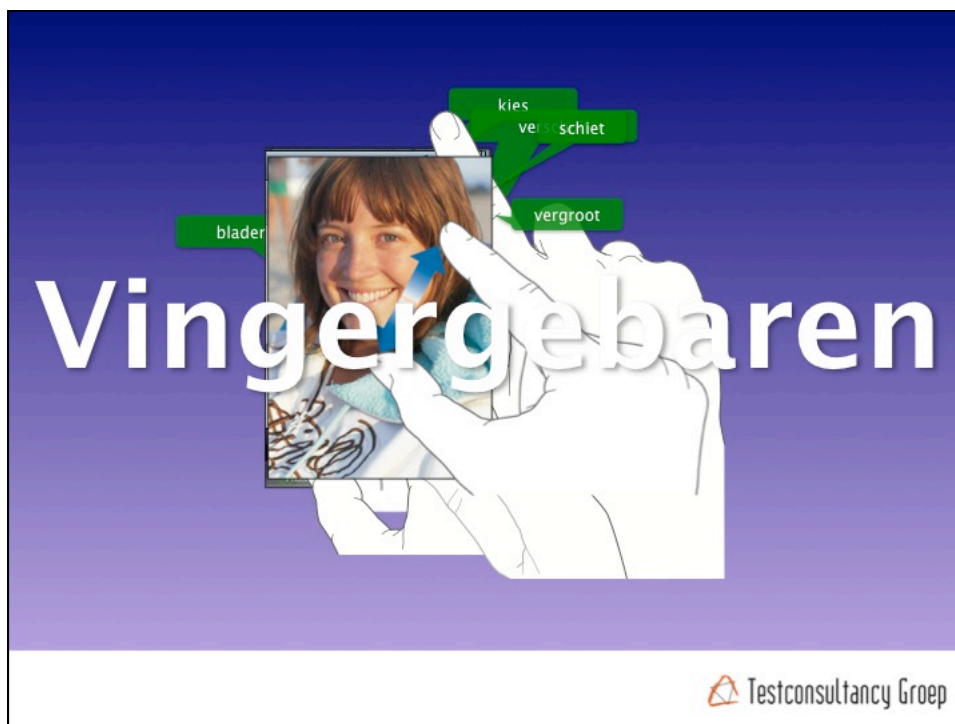 kies
schiet
vergroot
blader
Vingergebaren
Testconsultancy Groep